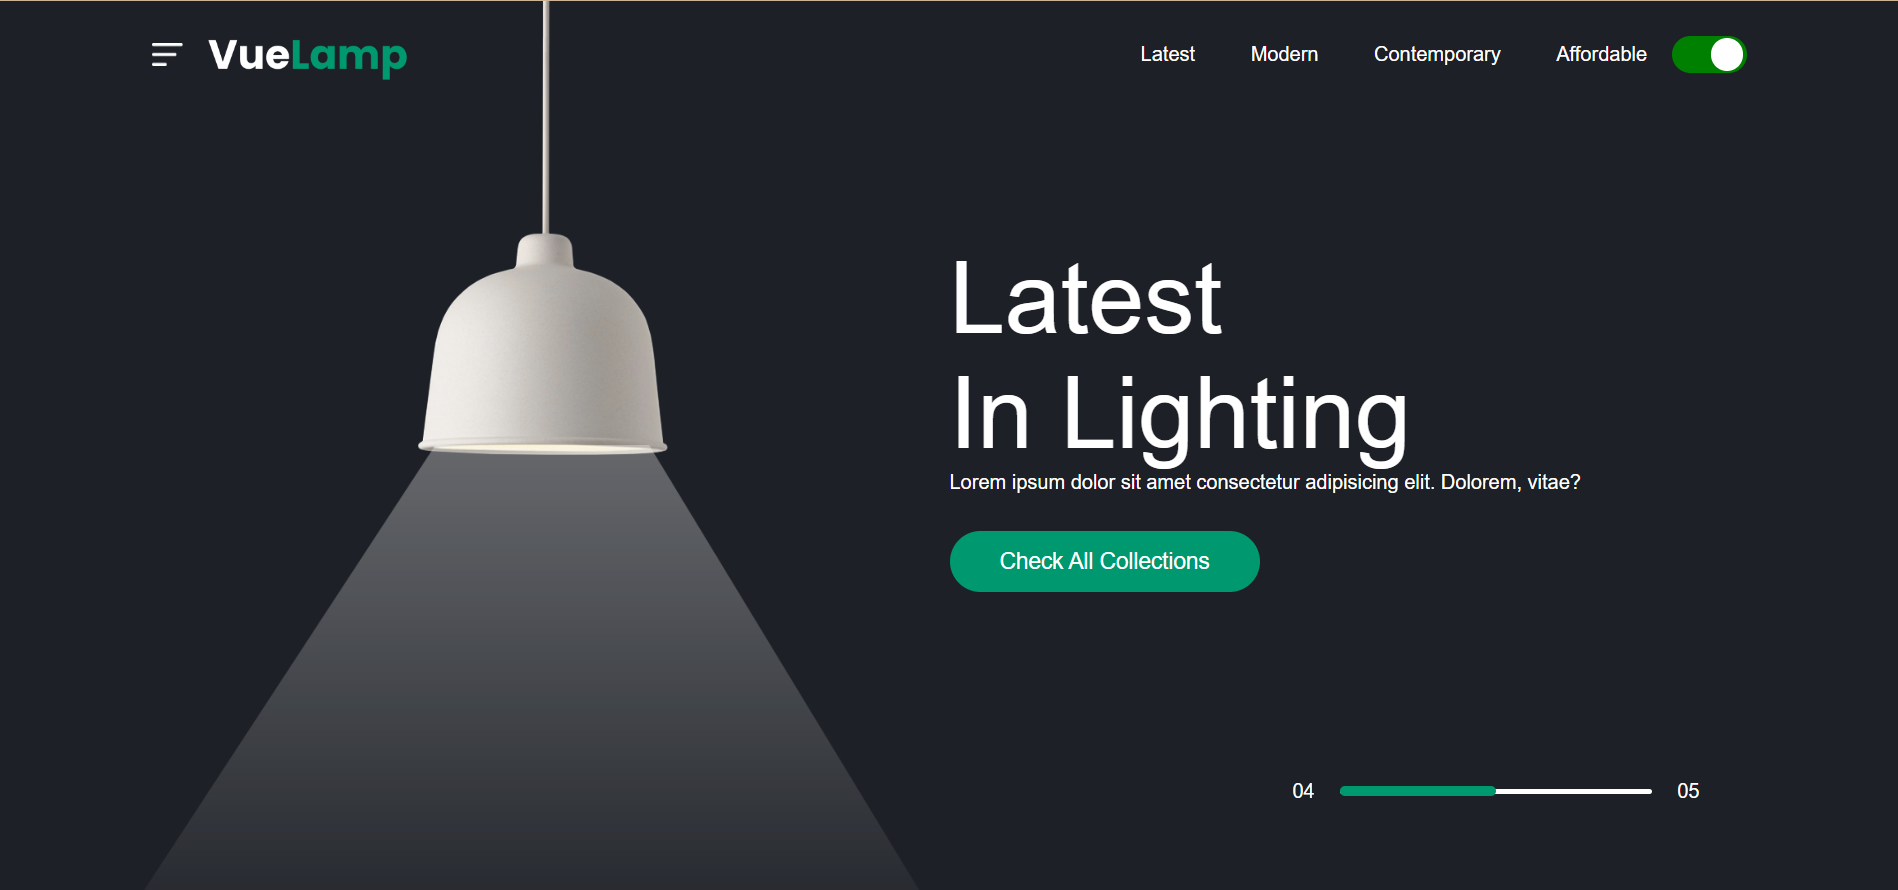 VueLamp
Latest
Modern
Contemporary
Affordable
Latest
In Lighting
Lorem ipsum dolor sit amet consectetur adipisicing elit. Dolorem, vitae?
Check All Collections
04
05